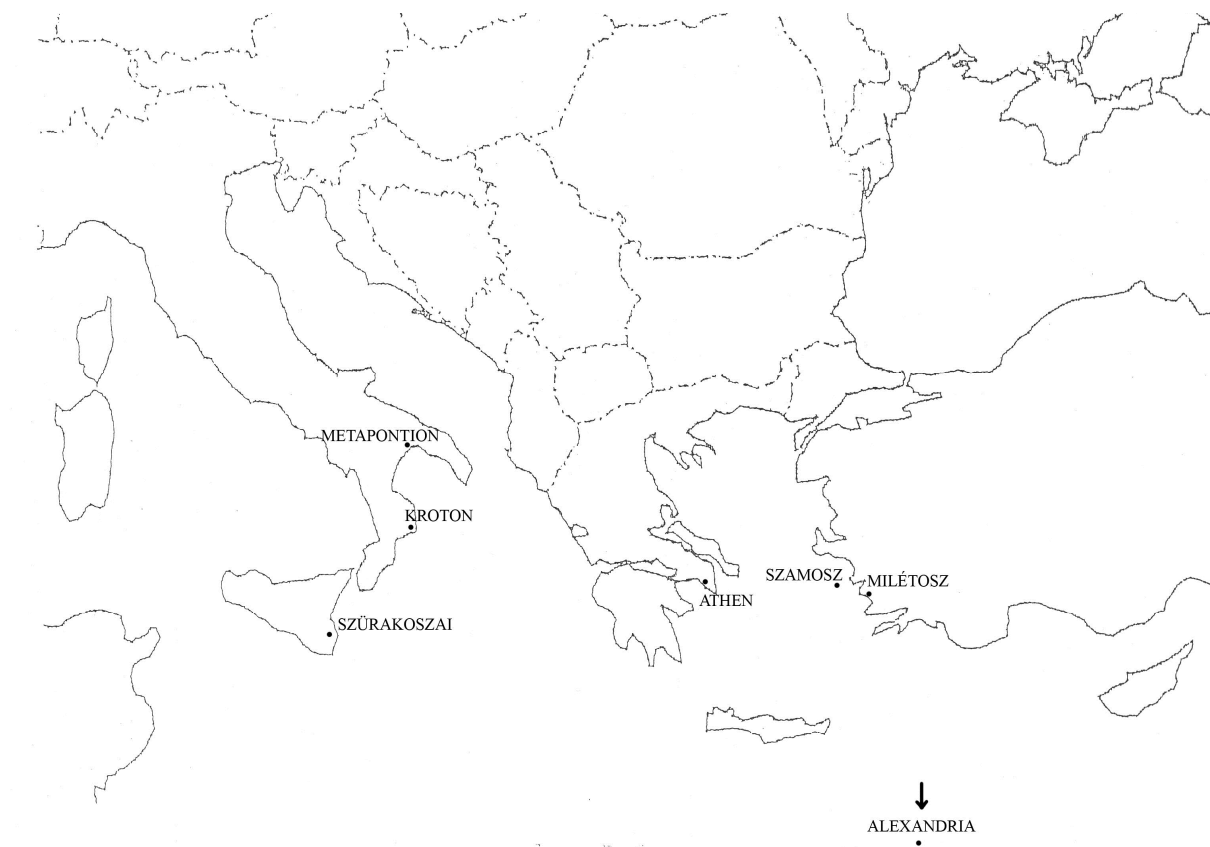 METAPONTION
KROTON
SZAMOSZ
MILÉTOSZ
ATHEN
SZÜRAKOSZAI
ALEXANDRIA